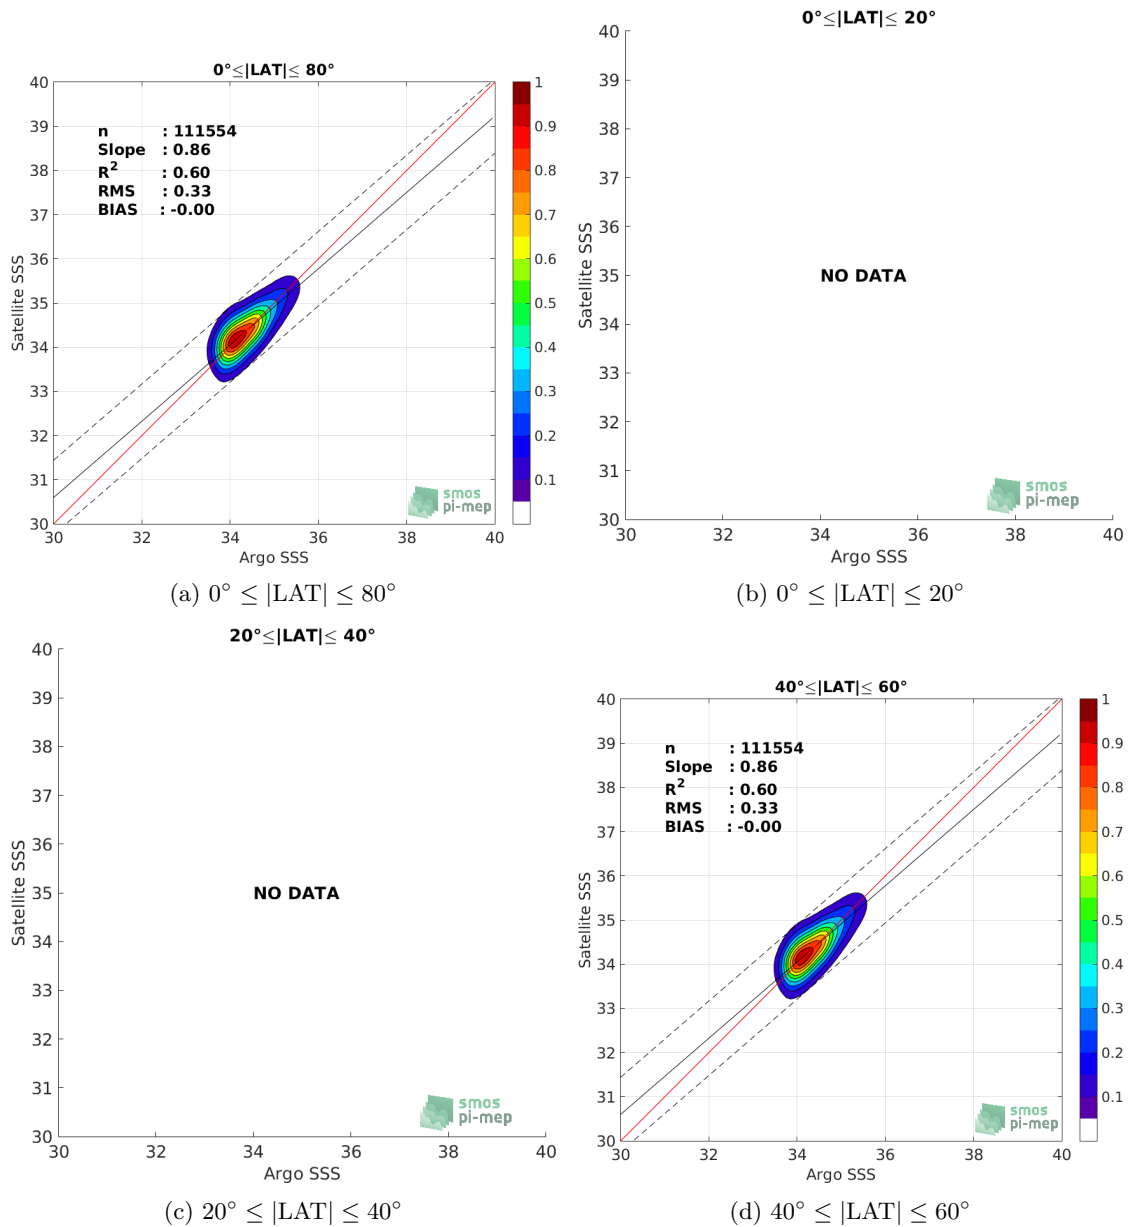 0°≤|LAT|≤ 80°
40
39
38
37
36
35
34
33
32
31
30
Satellite SSS
n : 111554
Slope : 0.86
R2 : 0.60
RMS : 0.33
BIAS : -0.00
1
0.9
0.8
0.7
0.6
0.5
0.4
0.3
0.2
0.1
smos
pi-mep
30 32 34 36 38 40
Argo SSS
(a) 0° ≤ |LAT| ≤ 80°
0°≤|LAT|≤ 20°
40
39
38
37
36
35
34
33
32
31
30
Satellite SSS
NO DATA
smos
pi-mep
30 32 34 36 38 40
Argo SSS
(b) 0° ≤ |LAT| ≤ 20°
20°≤|LAT|≤ 40°
40
39
38
37
36
35
34
33
32
31
30
Satellite SSS
NO DATA
smos
pi-mep
30 32 34 36 38 40
Argo SSS
(c) 20° ≤ |LAT| ≤ 40°
40°≤|LAT|≤ 60°
40
39
38
37
36
35
34
33
32
31
30
Satellite SSS
n : 111554
Slope : 0.86
R2 : 0.60
RMS : 0.33
BIAS : -0.00
1
0.9
0.8
0.7
0.6
0.5
0.4
0.3
0.2
0.1
smos
pi-mep
30 32 34 36 38 40
Argo SSS
(d) 40° ≤ |LAT| ≤ 60°